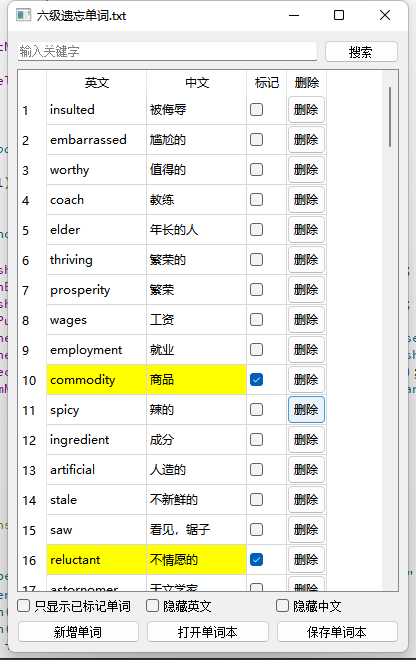 六级遗忘单词.txt
输入关键字 搜索
英文 中文 标记 删除
1 insulted 被侮辱 删除
2 embarrassed 尴尬的 删除
3 worthy 值得的 删除
4 coach 教练 删除
5 elder 年长的人 删除
6 thriving 繁荣的 删除
7 prosperity 繁荣 删除
8 wages 工资 删除
9 employment 就业 删除
10 commodity 商品 删除
11 spicy 辣的 删除
12 ingredient 成分 删除
13 artificial 人造的 删除
14 stale 不新鲜的 删除
15 saw 看见，锯子 删除
16 reluctant 不情愿的 删除
17 astornomer 天文学家 删除
只显示已标记单词 隐藏英文 隐藏中文
新增单词 打开单词本 保存单词本